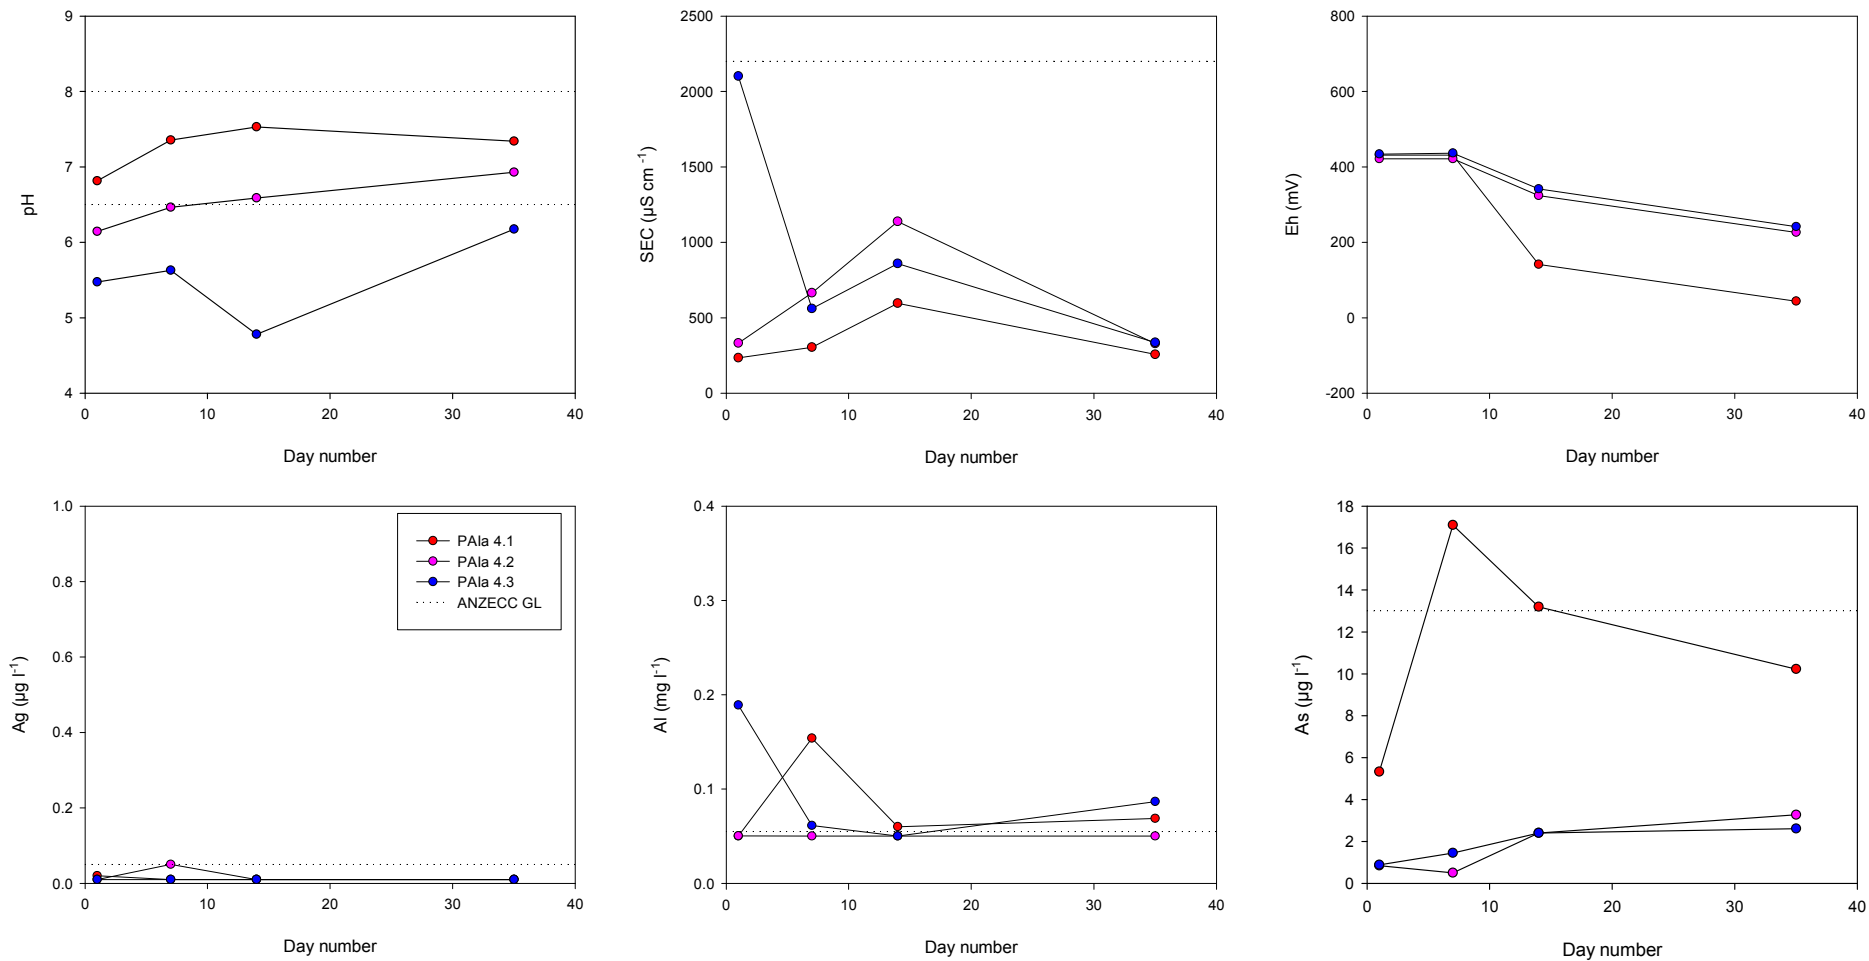 pH
9
8
7
6
5
4
0 10 20 30 40
Day number
SEC (µS cm -1)
2500
2000
1500
1000
500
0
0 10 20 30 40
Day number
Eh (mV)
800
600
400
200
0
-200
0 10 20 30 40
Day number
Ag (µg l-1)
1.0
0.8
0.6
0.4
0.2
0.0
0 10 20 30 40
Day number
PAIa 4.1
PAIa 4.2
PAIa 4.3
ANZECC GL
Al (mg l-1)
0.4
0.3
0.2
0.1
0.0
0 10 20 30 40
Day number
As (µg l-1)
18
16
14
12
10
8
6
4
2
0
0 10 20 30 40
Day number